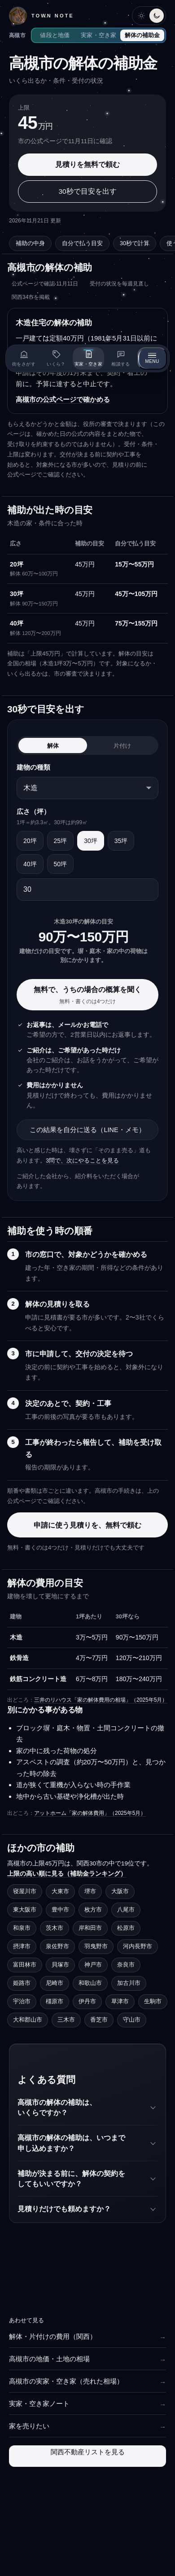 TOWN NOTE
高槻市
値段と地価
実家・空き家
解体の補助金
高槻市の解体の補助金
いくら出るか・条件・受付の状況
上限
45万円
市の公式ページで11月11日に確認
見積りを無料で頼む
30秒で目安を出す
2026年11月21日 更新
補助の中身
自分で払う目安
30秒で計算
高槻市の解体の補助
公式ページで確認 11月11日
受付の状況を毎週見直し
関西34市を掲載
木造住宅の解体の補助
一戸建ては定額40万円（1981年5月31日以前に
街をさがす
いくら？
実家・空き家
相談する
MENU
前に。予算に達すると中止です。
高槻市の公式ページで確かめる
もらえるかどうかと金額は、役所の審査で決まります（この
ページは、確かめた日の公式の内容をまとめた物で、
受け取りを約束するものではありません）。受付・条件・
上限は変わります。交付が決まる前に契約や工事を
始めると、対象外になる市が多いので、見積りの前に
公式ページでご確認ください。
補助が出た時の目安
木造の家・条件に合った時
広さ
補助の目安
自分で払う目安
20坪
45万円
15万〜55万円
解体 60万〜100万円
30坪
45万円
45万〜105万円
解体 90万〜150万円
40坪
45万円
75万〜155万円
解体 120万〜200万円
補助は「上限45万円」で計算しています。解体の目安は
全国の相場（木造1坪3万〜5万円）です。対象になるか・
いくら出るかは、市の審査で決まります。
30秒で目安を出す
解体
片付け
建物の種類
木造
広さ（坪）
1坪＝約3.3㎡、30坪は約99㎡
20坪
25坪
30坪
35坪
40坪
50坪
30
木造30坪の解体の目安
90万〜150万円
建物だけの目安です。塀・庭木・家の中の荷物は
別にかかります。
無料で、うちの場合の概算を聞く
無料・書くのは4つだけ
お返事は、メールかお電話で
ご希望の方で、2営業日以内にお返事します。
ご紹介は、ご希望があった時だけ
会社のご紹介は、お話をうかがって、ご希望が
あった時だけです。
費用はかかりません
見積りだけで終わっても、費用はかかりませ
ん。
この結果を自分に送る（LINE・メモ）
高いと感じた時は、壊さずに「そのまま売る」道も
あります。3問で、次にやることを見る
ご紹介した会社から、紹介料をいただく場合が
あります。
補助を使う時の順番
1
市の窓口で、対象かどうかを確かめる
建った年・空き家の期間・所得などの条件があり
ます。
2
解体の見積りを取る
申請に見積書が要る市が多いです。2〜3社でくら
べると安心です。
3
市に申請して、交付の決定を待つ
決定の前に契約や工事を始めると、対象外になり
ます。
4
決定のあとで、契約・工事
工事の前後の写真が要る市もあります。
5
工事が終わったら報告して、補助を受け取
る
報告の期限があります。
順番や書類は市ごとに違います。高槻市の手続きは、上の
公式ページでご確認ください。
申請に使う見積りを、無料で頼む
無料・書くのは4つだけ・見積りだけでも大丈夫です
解体の費用の目安
建物を壊して更地にするまで
建物
1坪あたり
30坪なら
木造
3万〜5万円
90万〜150万円
鉄骨造
4万〜7万円
120万〜210万円
鉄筋コンクリート造
6万〜8万円
180万〜240万円
出どころ：三井のリハウス「家の解体費用の相場」（2025年5月）
別にかかる事がある物
ブロック塀・庭木・物置・土間コンクリートの撤
去
家の中に残った荷物の処分
アスベストの調査（約20万〜50万円）と、見つか
った時の除去
道が狭くて重機が入らない時の手作業
地中から古い基礎や浄化槽が出た時
出どころ：アットホーム「家の解体費用」（2025年5月）
ほかの市の補助
高槻市の上限45万円は、関西30市の中で19位です。
上限の高い順に見る（補助金ランキング）
寝屋川市
大東市
堺市
大阪市
東大阪市
豊中市
枚方市
八尾市
和泉市
茨木市
岸和田市
松原市
摂津市
泉佐野市
羽曳野市
河内長野市
富田林市
貝塚市
神戸市
奈良市
姫路市
尼崎市
和歌山市
加古川市
宇治市
橿原市
伊丹市
草津市
生駒市
大和郡山市
三木市
香芝市
守山市
よくある質問
高槻市の解体の補助は、
いくらですか？
高槻市の解体の補助は、いつまで
申し込めますか？
補助が決まる前に、解体の契約を
してもいいですか？
見積りだけでも頼めますか？
あわせて見る
解体・片付けの費用（関西）
→
高槻市の地価・土地の相場
→
高槻市の実家・空き家（売れた相場）
→
実家・空き家ノート
→
家を売りたい
→
関西不動産リストを見る